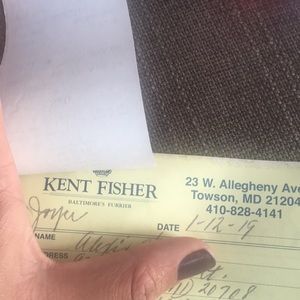 KENT FISHER
BALTIMORE'S FURRIER
23 W. Allegheny Ave
Towson, MD 21204
410-828-4141
Joyce
DATE 1-12-19
NAME
ADDRESS
20708